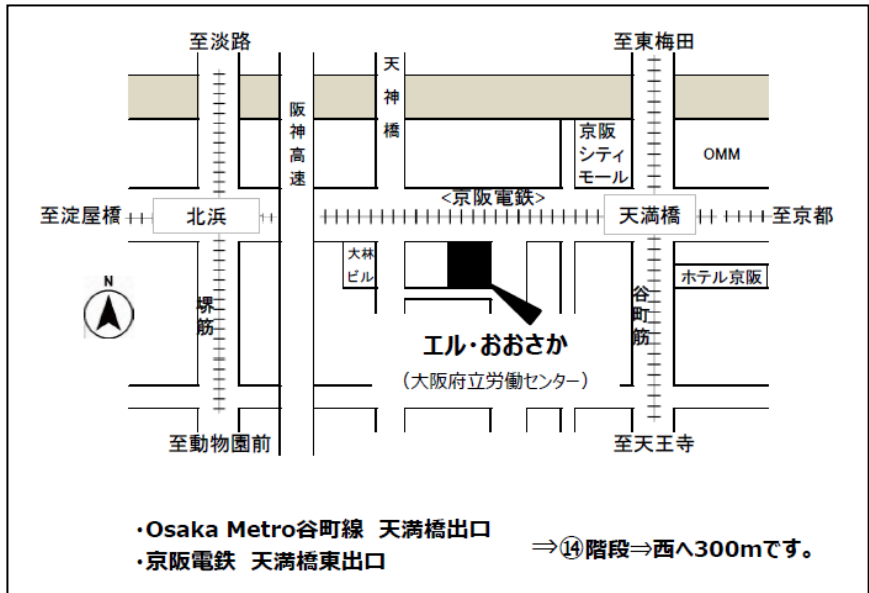 至淡路
至東梅田
天神橋
阪神高速
京阪
シティ
モール
OMM
<京阪電鉄>
至淀屋橋
北浜
天満橋
至京都
大林
ビル
ホテル京阪
N
堺筋
谷町筋
エル・おおさか
(大阪府立労働センター)
至動物園前
至天王寺
・Osaka Metro谷町線 天満橋出口
・京阪電鉄 天満橋東出口
⇒⑭階段⇒西へ300mです。